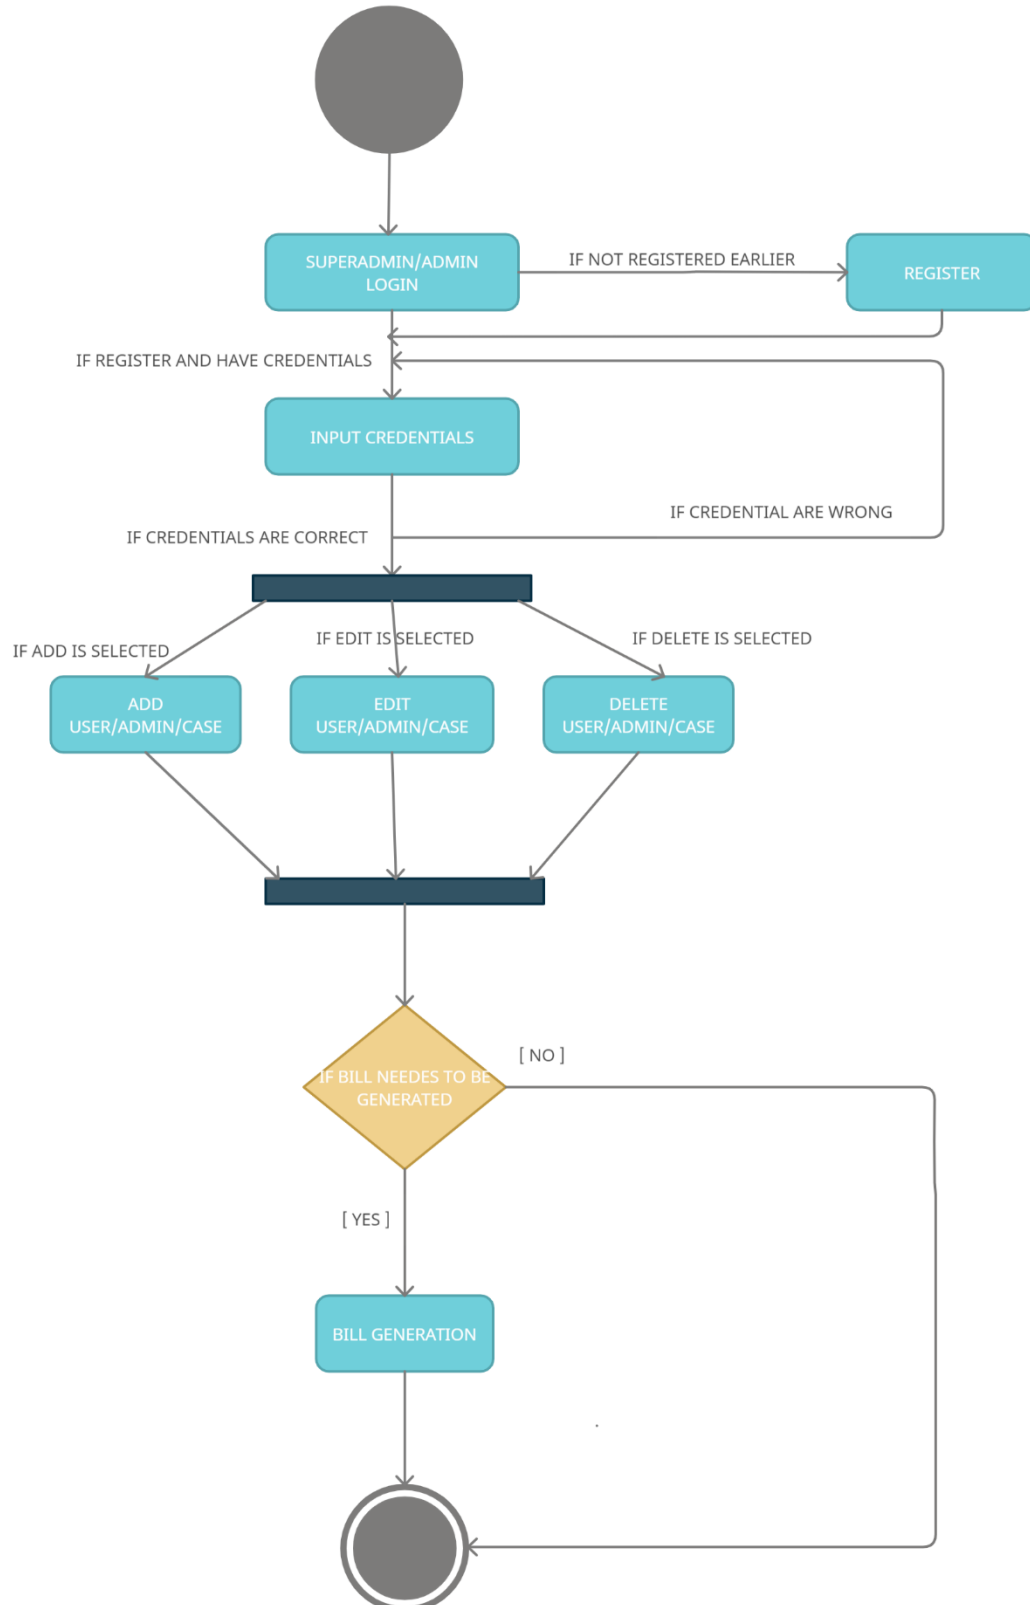 SUPERADMIN/ADMIN
LOGIN
IF NOT REGISTERED EARLIER
REGISTER
IF REGISTER AND HAVE CREDENTIALS
INPUT CREDENTIALS
IF CREDENTIAL ARE WRONG
IF CREDENTIALS ARE CORRECT
IF ADD IS SELECTED
IF EDIT IS SELECTED
IF DELETE IS SELECTED
ADD
USER/ADMIN/CASE
EDIT
USER/ADMIN/CASE
DELETE
USER/ADMIN/CASE
[ NO ]
IF BILL NEEDES TO BE
GENERATED
[ YES ]
BILL GENERATION